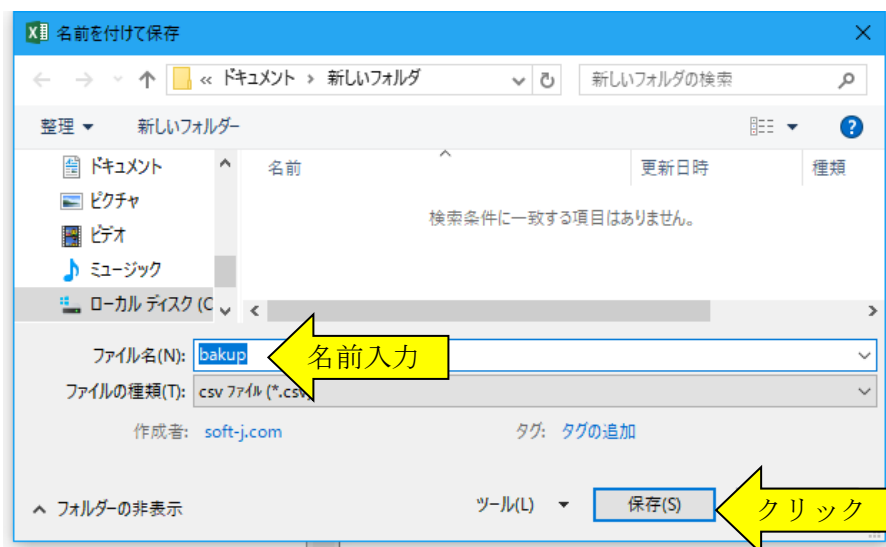 名前を付けて保存
« ドキュメント › 新しいフォルダ
新しいフォルダの検索
整理 ▼ 新しいフォルダー
ドキュメント
ピクチャ
ビデオ
ミュージック
ローカル ディスク (C
名前 更新日時 種類
検索条件に一致する項目はありません。
ファイル名(N): bakup
名前入力
ファイルの種類(T): csv ファイル (*.csv
作成者: soft-j.com タグ: タグの追加
フォルダーの非表示
ツール(L) ▼ 保存(S)
クリック